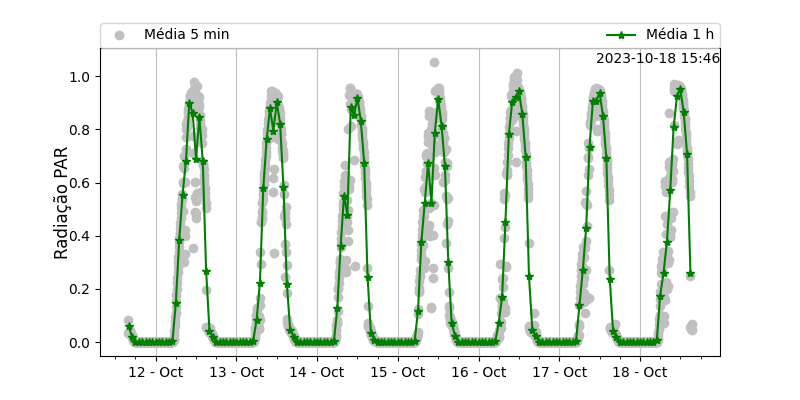 Média 5 min
Média 1 h
2023-10-18 15:46
Radiação PAR
1.0
0.8
0.6
0.4
0.2
0.0
12 - Oct
13 - Oct
14 - Oct
15 - Oct
16 - Oct
17 - Oct
18 - Oct